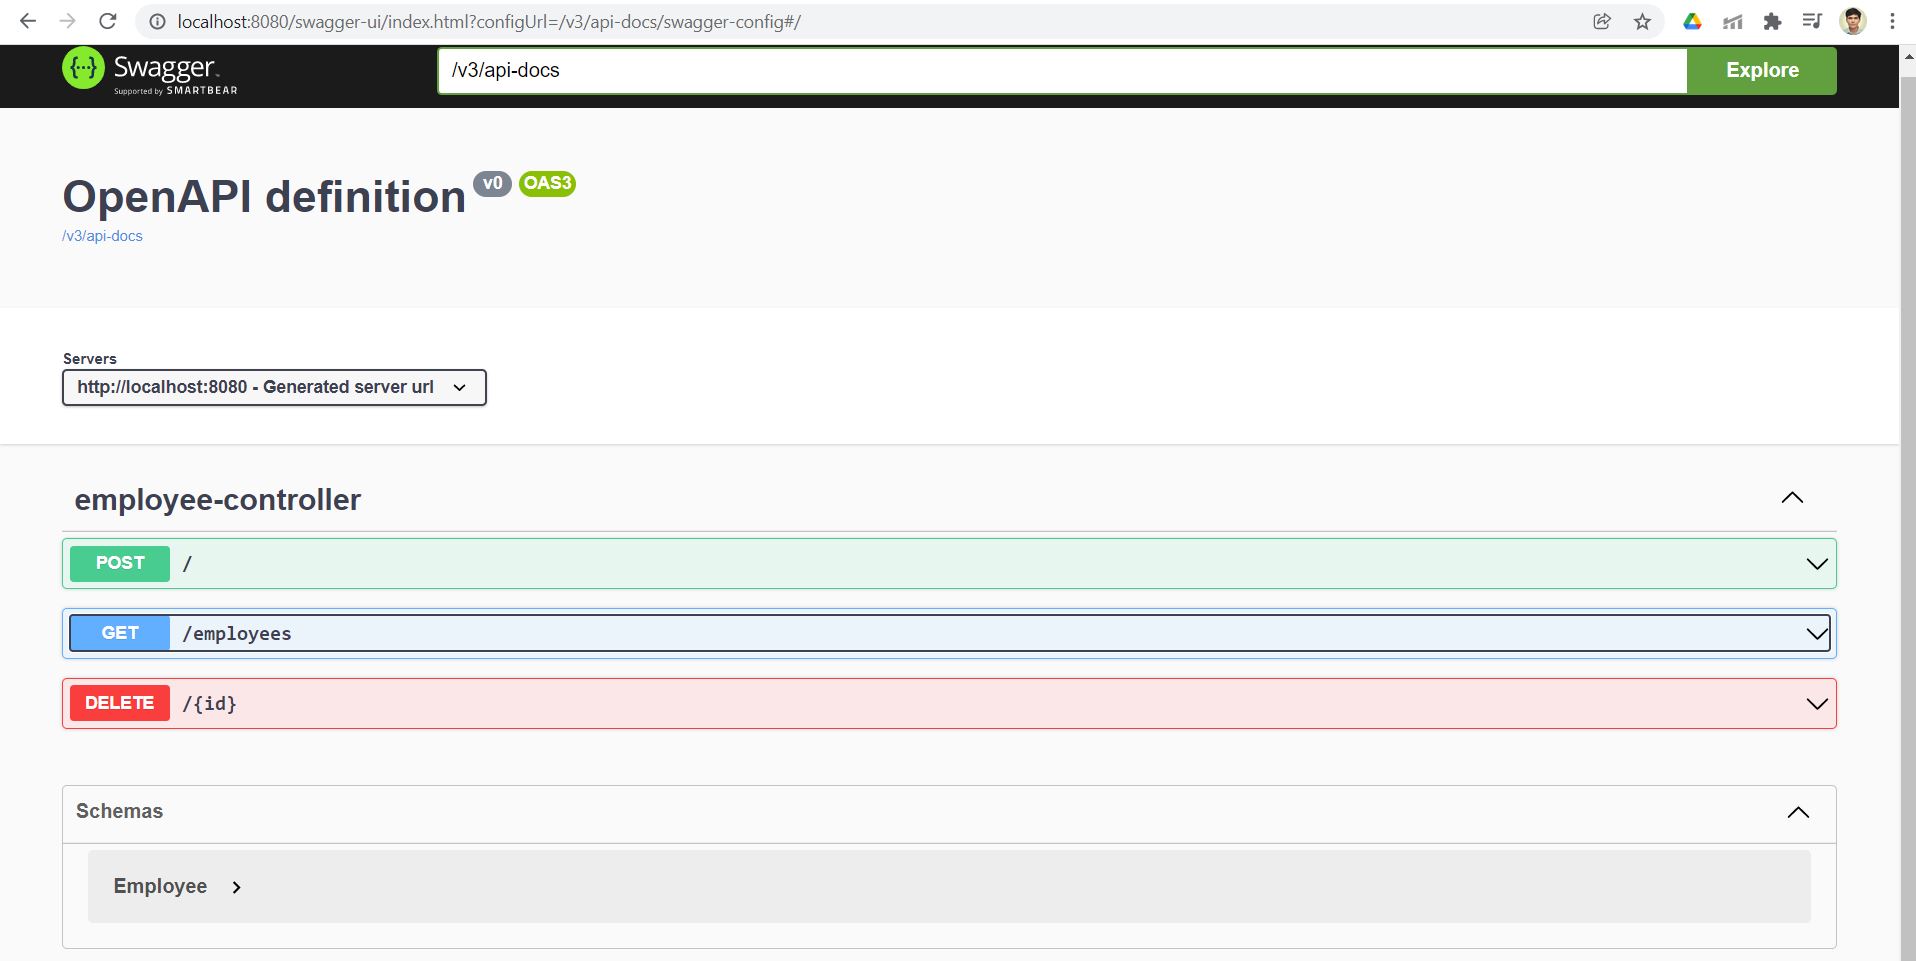 localhost:8080/swagger-ui/index.html?configUrl=/v3/api-docs/swagger-config#/
{···} Swagger.
Supported by SMARTBEAR
/v3/api-docs
Explore
OpenAPI definition v0 OAS3
/v3/api-docs
Servers
http://localhost:8080 - Generated server url
employee-controller
POST /
GET /employees
DELETE /{id}
Schemas
Employee